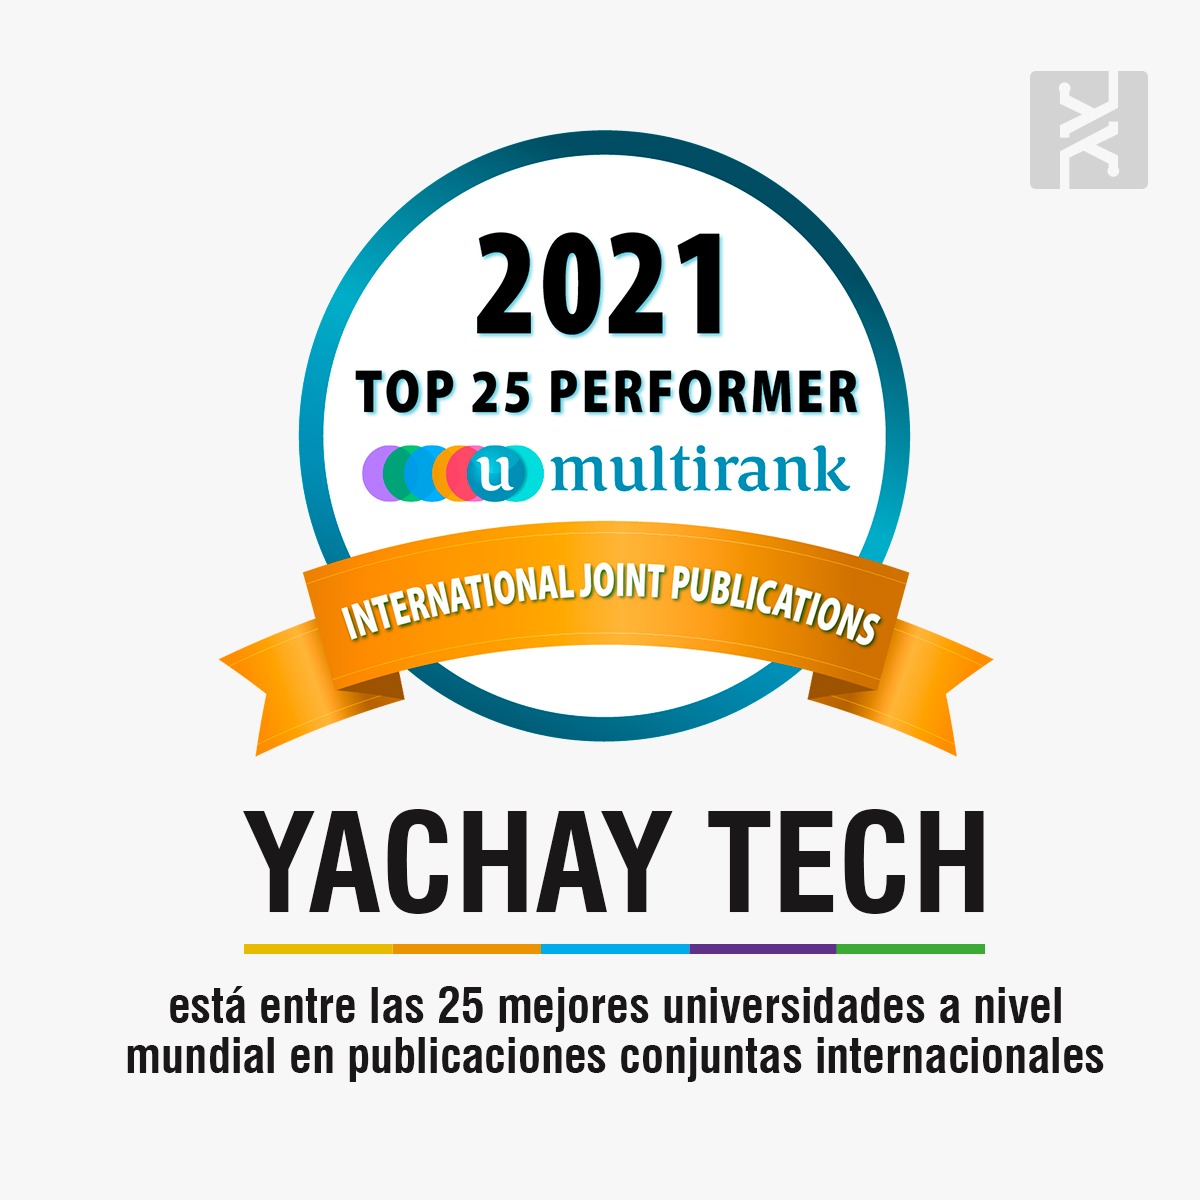 2021
TOP 25 PERFORMER
u multirank
INTERNATIONAL JOINT PUBLICATIONS
YACHAY TECH
está entre las 25 mejores universidades a nivel
mundial en publicaciones conjuntas internacionales